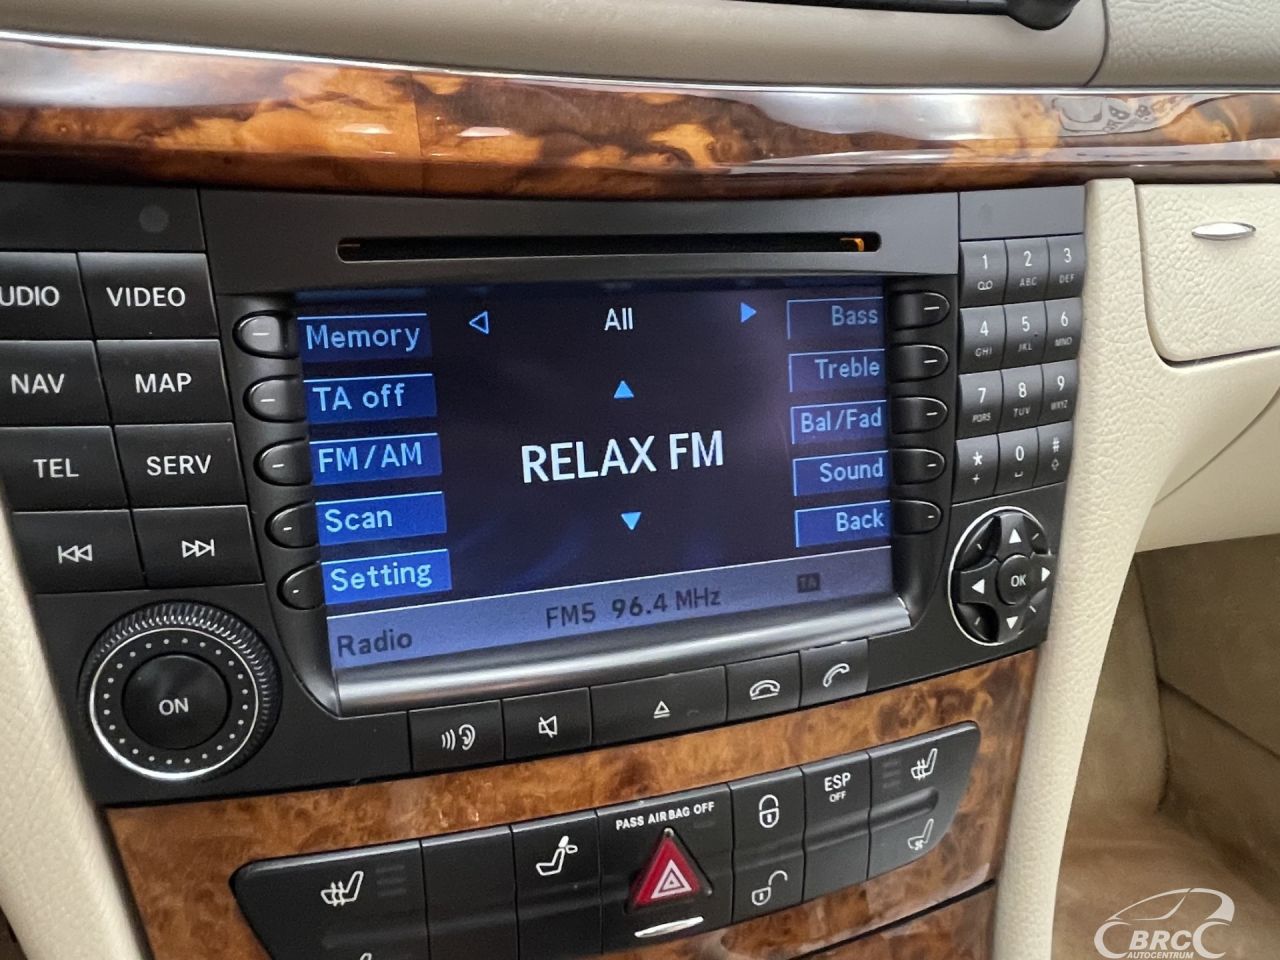 UDIO
VIDEO
NAV
MAP
TEL
SERV
ON
Memory
TA off
FM/AM
Scan
Setting
All
RELAX FM
Bass
Treble
Bal/Fad
Sound
Back
Radio
FM5 96.4 MHz
TA
1
2 ABC
3 DEF
4 GHI
5 JKL
6 MNO
7 PQRS
8 TUV
9 WXYZ
* +
0
#
OK
PASS AIR BAG OFF
ESP
OFF
BRC
AUTOCENTRUM